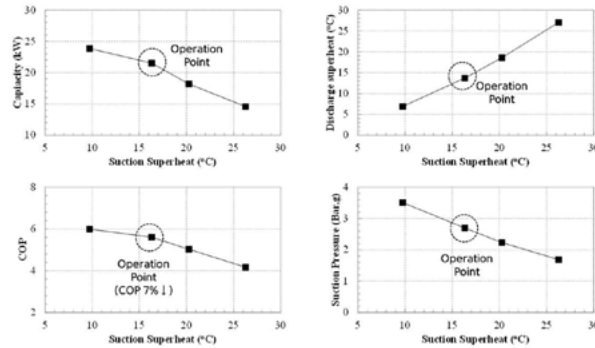 Captiacity (kW)
25
20
15
10
10
15
20
25
30
Operation
Point
Suction Superheat (°C)
Discharge superheat (°C)
30
25
20
15
10
5
0
5
10
15
20
25
30
Operation
Point
Suction Superheat (°C)
COP
8
6
4
2
5
10
15
20
25
30
Operation
Point
(COP 7%↓)
Suction Superheat (°C)
Suction Pressure (Bar.g)
4
3
2
1
0
5
10
15
20
25
30
Operation
Point
Suction Superheat (°C)